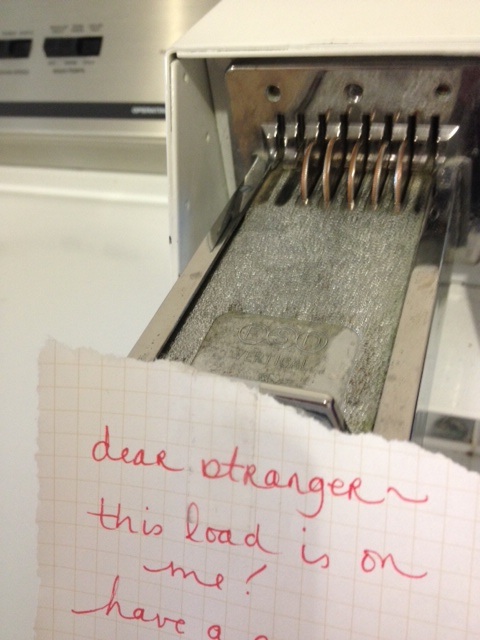 dear stranger~
this load is on
me!
have a